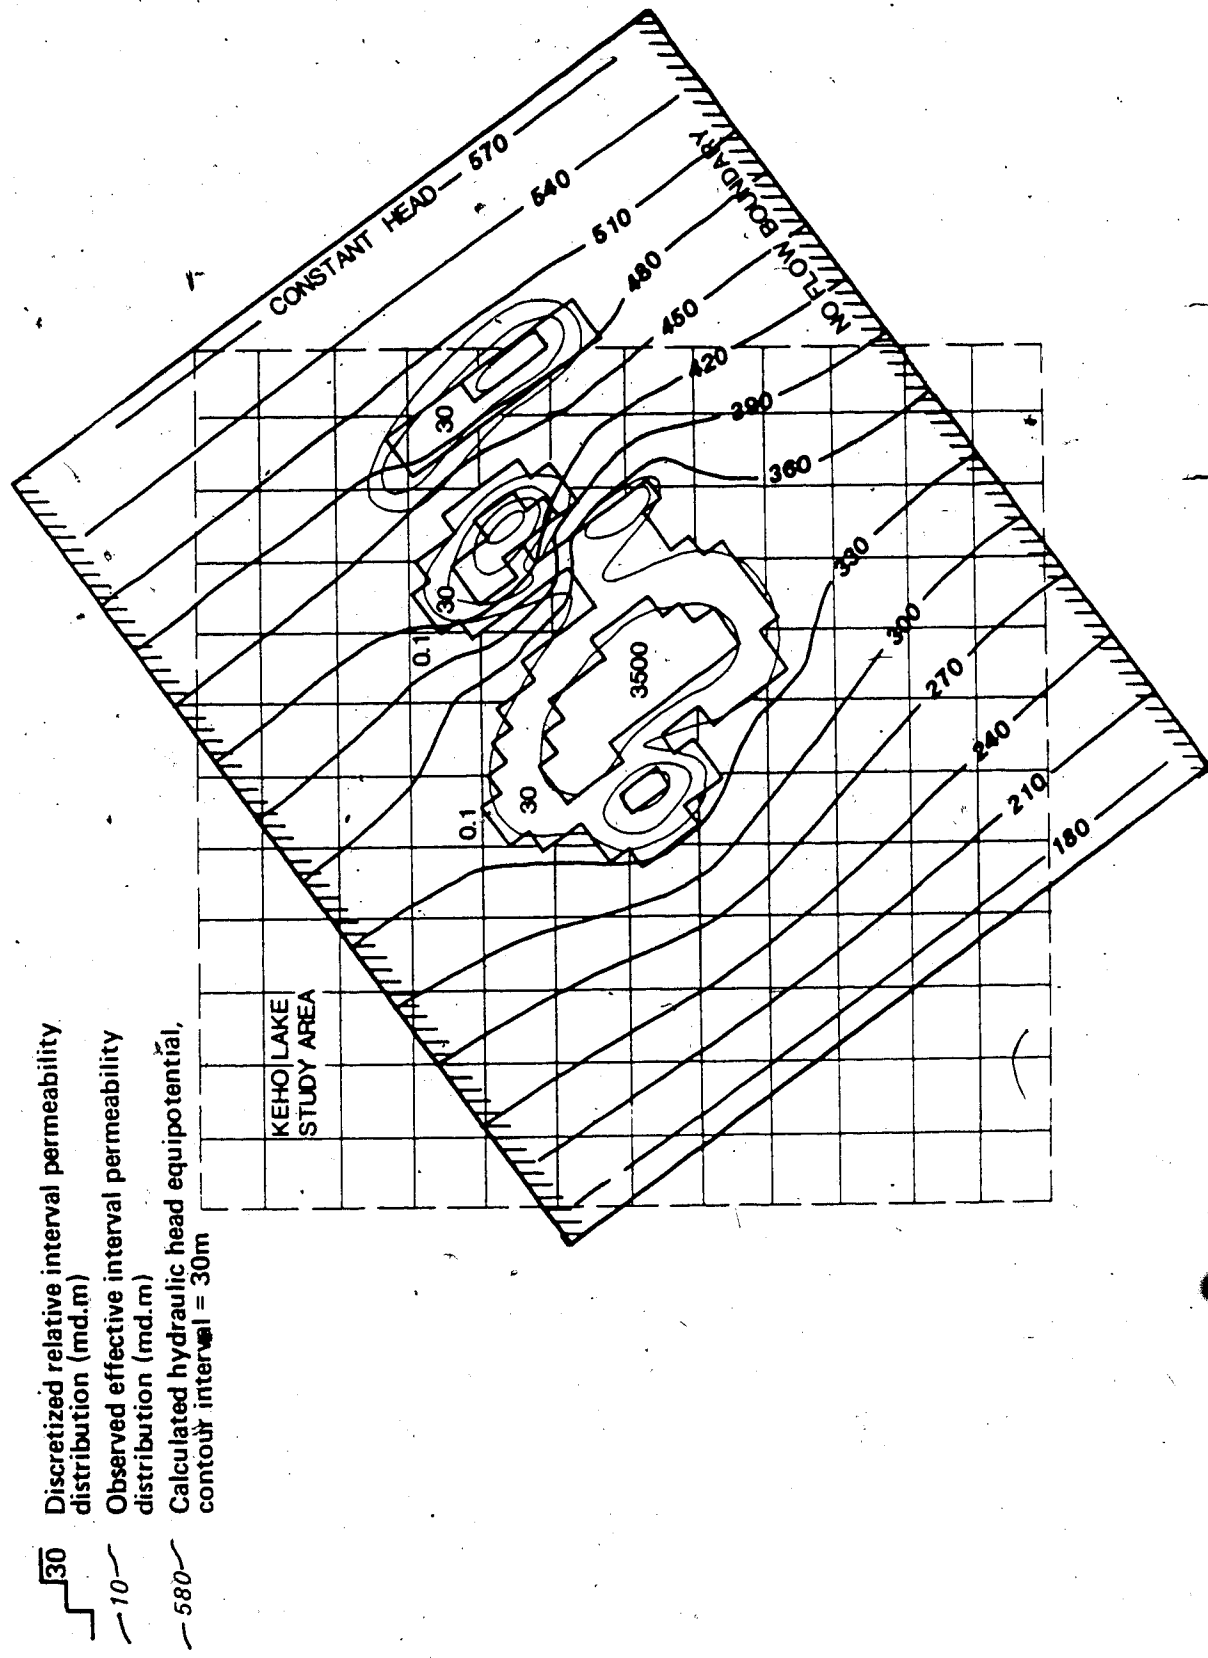 30 Discretized relative interval permeability
distribution (md.m)
10 Observed effective interval permeability
distribution (md.m)
580 Calculated hydraulic head equipotential,
contour interval = 30m
KEHO LAKE
STUDY AREA
CONSTANT HEAD
NO FLOW BOUNDARY
570
540
510
480
450
420
390
360
330
300
270
240
210
180
30
30
0.1
3500
30
0.1